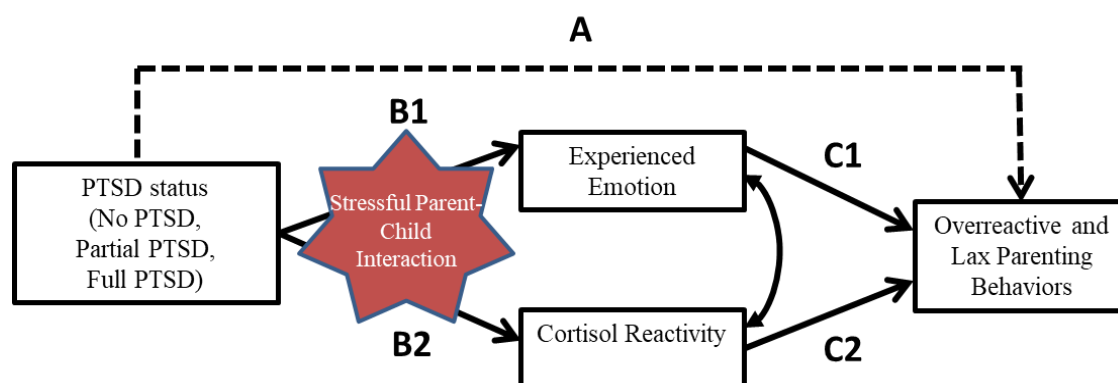 A
B1
PTSD status
(No PTSD,
Partial PTSD,
Full PTSD)
Stressful Parent-
Child
Interaction
Experienced
Emotion
C1
Overreactive and
Lax Parenting
Behaviors
B2
Cortisol Reactivity
C2